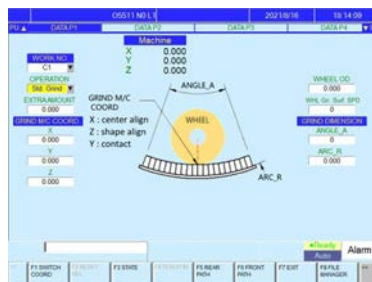 O5511 N0 L1 2021/8/16 18:14:09
PU DATA P1 DATA P2 DATA P3 DATA P4
Machine
X 0.000
Y 0.000
Z 0.000
WORK NO.
C1
OPERATION
Std. Grind
EXTRA AMOUNT
0.000
GRIND M/C COORD
X
0.000
Y
0.000
Z
0.000
GRIND M/C
COORD
X : center align
Z : shape align
Y : contact
ANGLE_A
WHEEL
ARC_R
WHEEL OD
0.000
WHL Gr. Surf. SPD
0
GRIND DIMENSION
ANGLE_A
0
ARC_R
0.000
Ready
Auto
Alarm
F1 SWITCH COORD
F3 STATE
F5 REAR PATH
F6 FRONT PATH
F7 EXIT
F8 FILE MANAGER